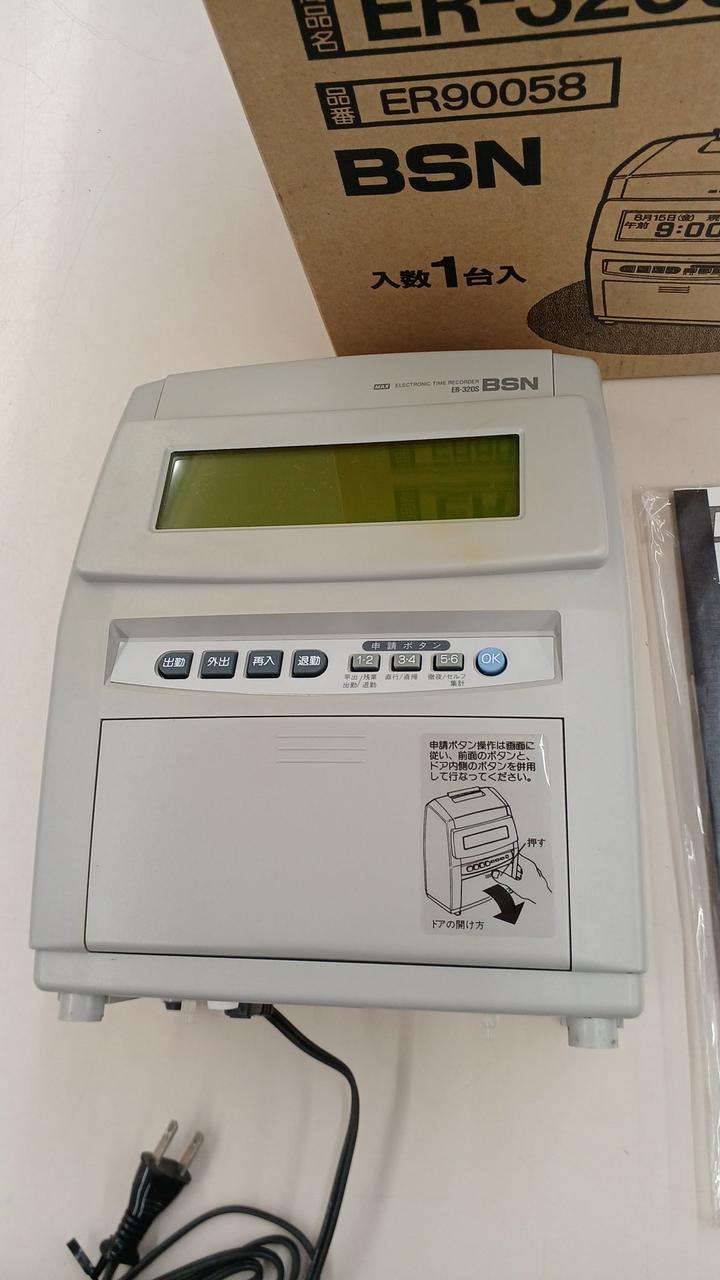 品名
ER-320S
品番
ER90058
BSN
8月15日(金)
午前 9:00
入数1台入
MAX ELECTRONIC TIME RECORDER
ER-320S BSN
申請ボタン
出勤 外出 再入 退勤 1·2 3·4 5·6 OK
早出/残業 直行/直帰 徹夜/セルフ
出勤/退勤 集計
申請ボタン操作は画面に
従い、前面のボタンと、
ドア内側のボタンを併用
して行なってください。
押す
ドアの開け方